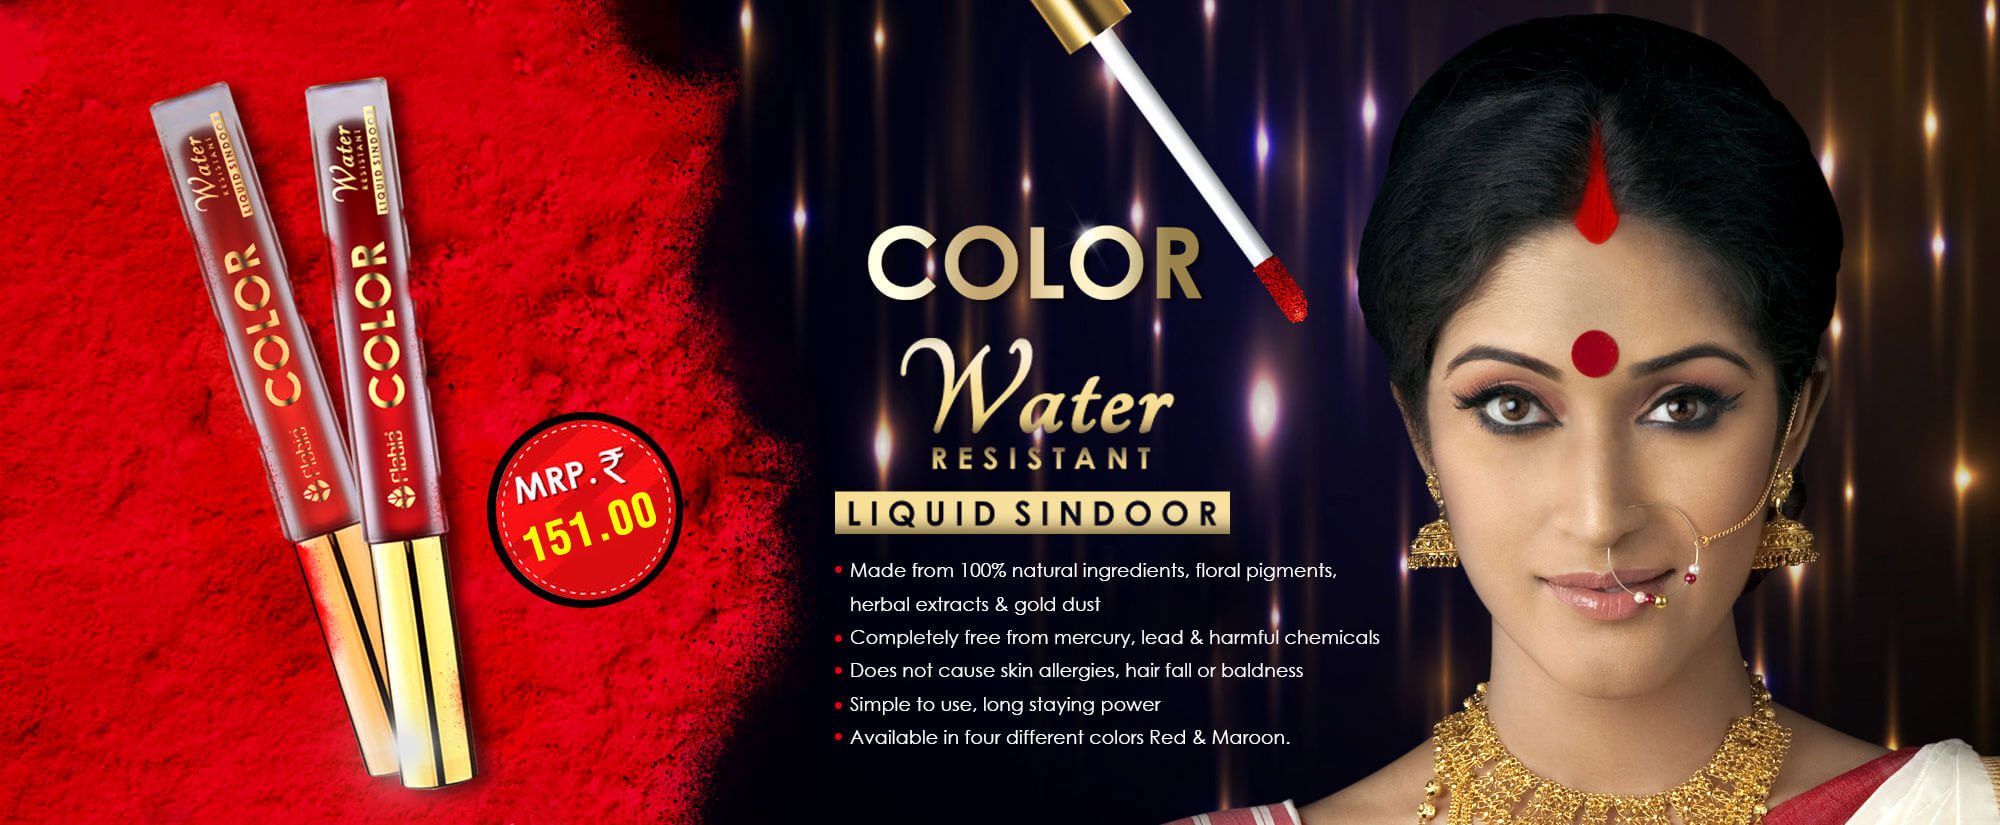 Water
RESISTANT
LIQUID SINDOOR
COLOR
Flobio
Water
RESISTANT
LIQUID SINDOOR
COLOR
Flobio
MRP. ₹
151.00
COLOR
Water
RESISTANT
LIQUID SINDOOR
• Made from 100% natural ingredients, floral pigments,
herbal extracts & gold dust
• Completely free from mercury, lead & harmful chemicals
• Does not cause skin allergies, hair fall or baldness
• Simple to use, long staying power
• Available in four different colors Red & Maroon.